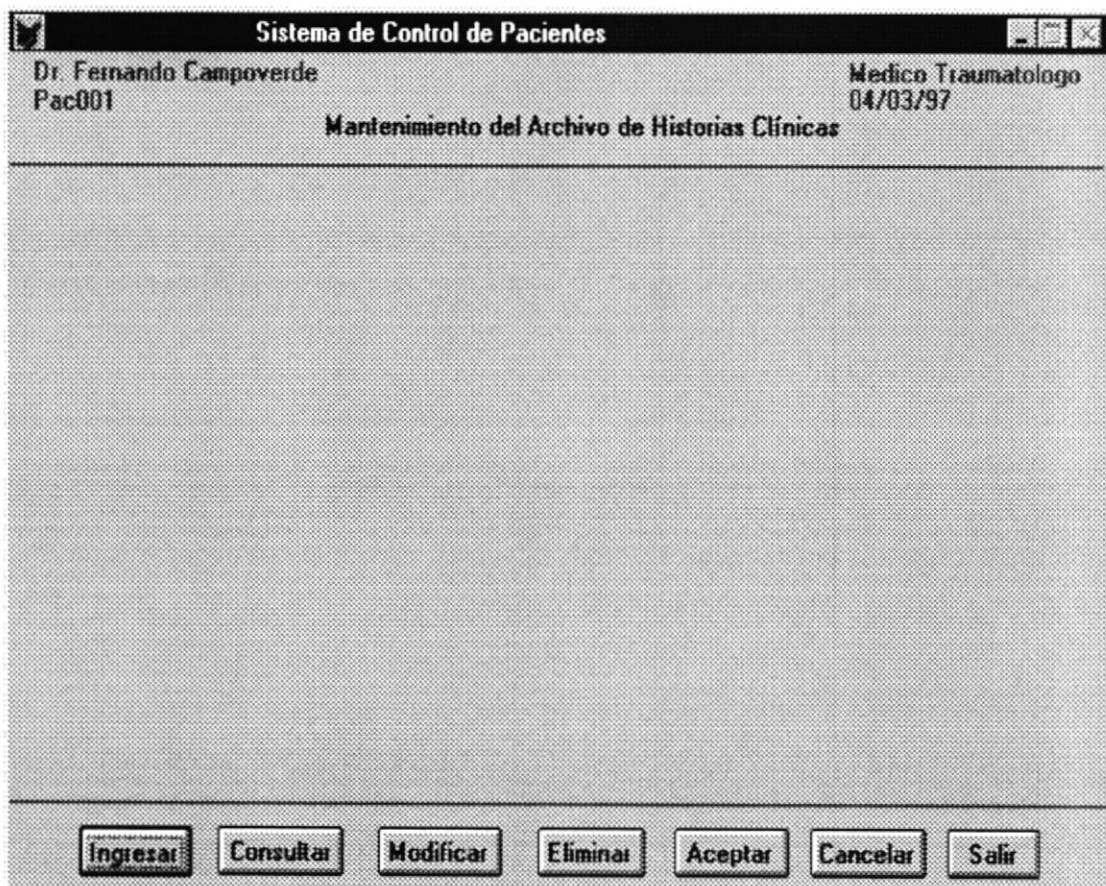 Sistema de Control de Pacientes
Dr. Fernando Campoverde
Medico Traumatologo
Pac001
04/03/97
Mantenimiento del Archivo de Historias Clínicas
Ingresar Consultar Modificar Eliminar Aceptar Cancelar Salir